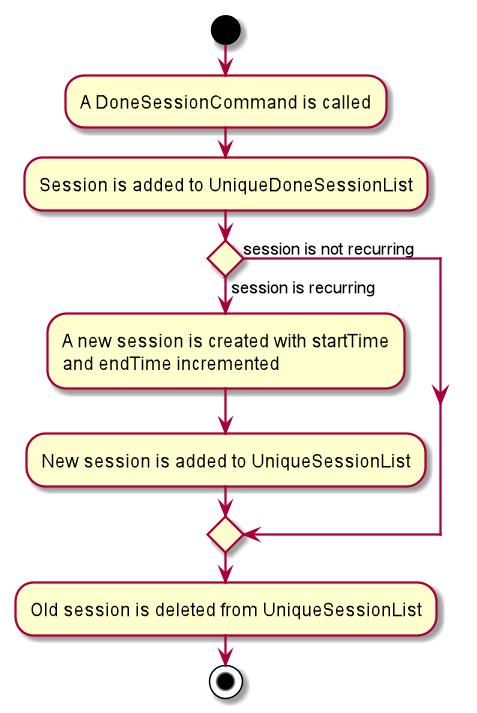 A DoneSessionCommand is called
Session is added to UniqueDoneSessionList
session is not recurring
session is recurring
A new session is created with startTime
and endTime incremented
New session is added to UniqueSessionList
Old session is deleted from UniqueSessionList